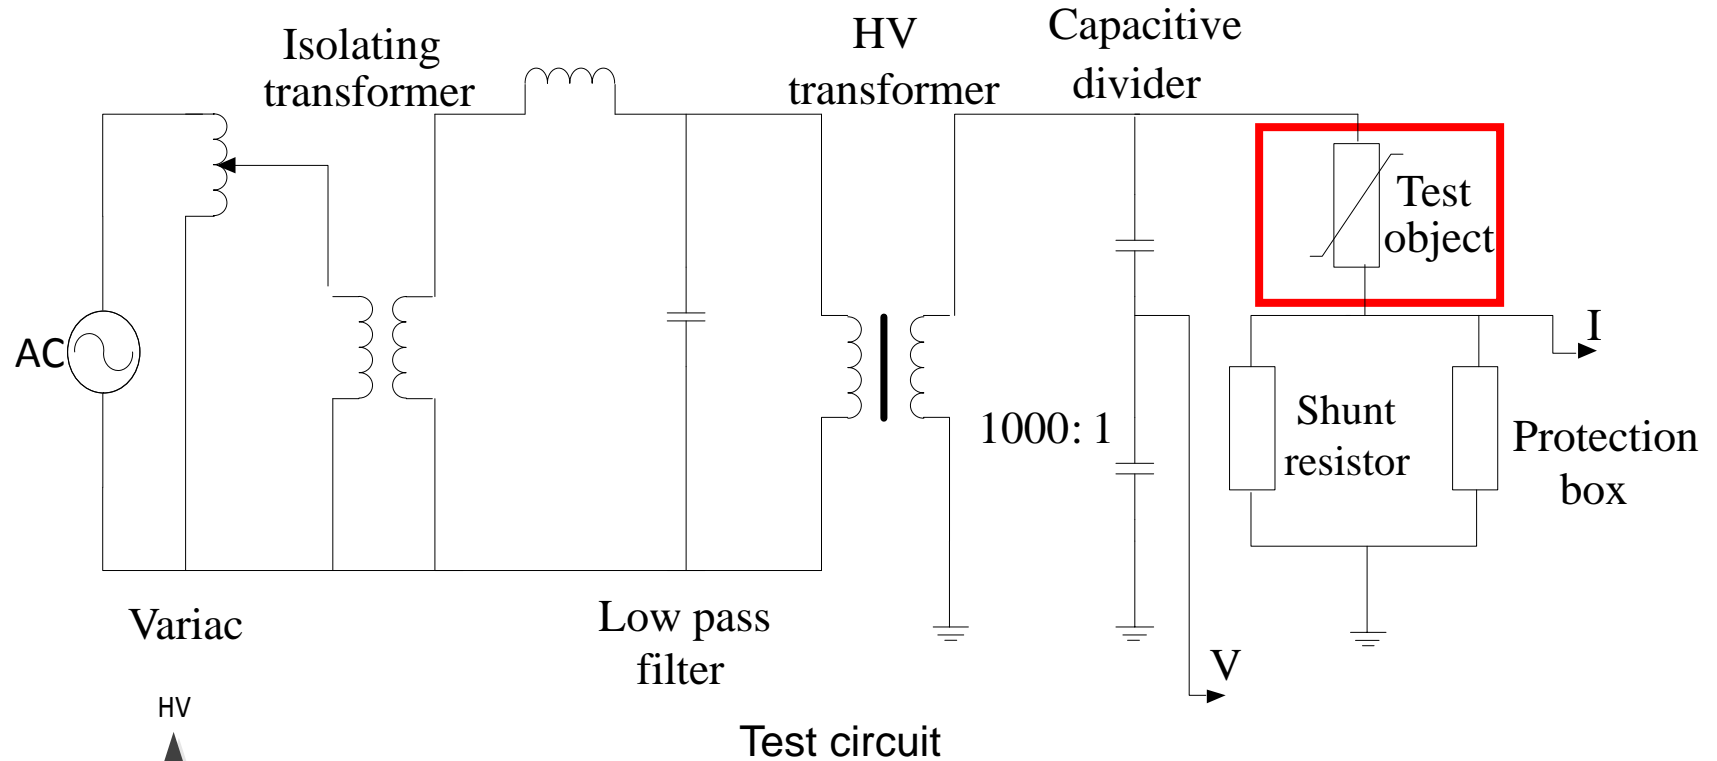 Isolating
transformer
HV
transformer
Capacitive
divider
Test
object
AC
I
1000: 1
Shunt
resistor
Protection
box
Variac
Low pass
filter
V
HV
Test circuit